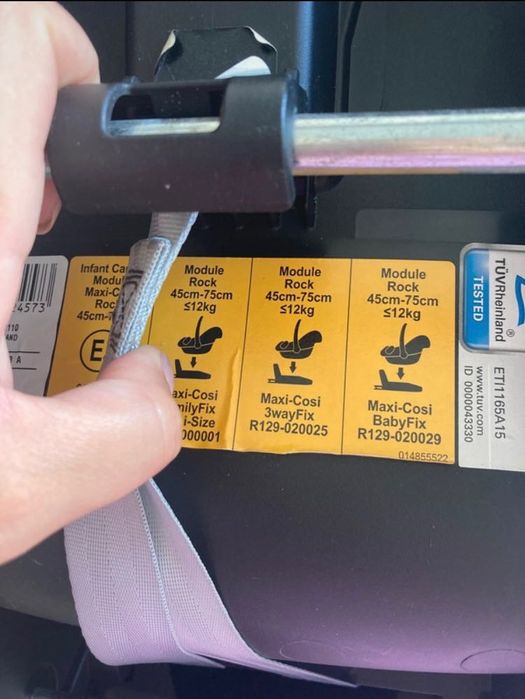 4573
110
AND
A
Infant Ca
Modu
Maxi-C
Roc
45cm-7
E
Module
Rock
45cm-75cm
≤12kg
axi-Cosi
milyFix
i-Size
000001
Module
Rock
45cm-75cm
≤12kg
Maxi-Cosi
3wayFix
R129-020025
Module
Rock
45cm-75cm
≤12kg
Maxi-Cosi
BabyFix
R129-020029
014855522
TÜVRheinland
TESTED
ETI1165A15
www.tuv.com
ID 0000043330